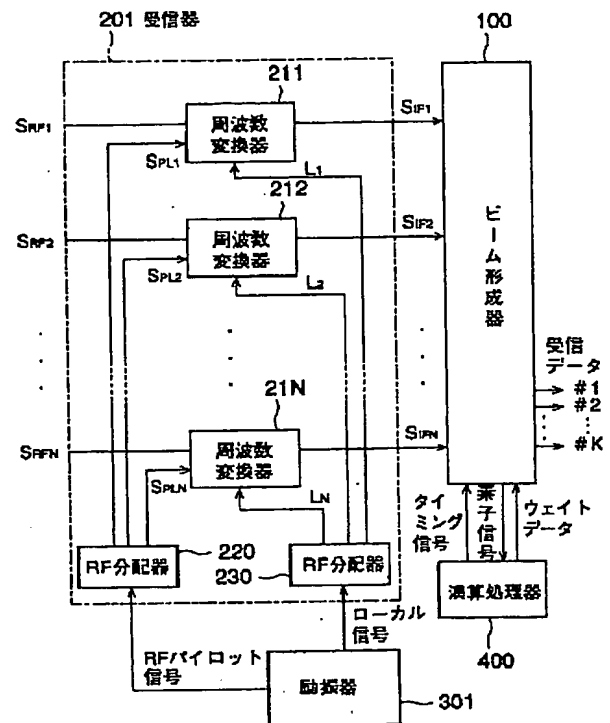 201 受信器
100
211
SRF1
周波数
変換器
SIF1
SPL1
L1
212
SRF2
周波数
変換器
SIF2
SPL2
L2
ビーム形成器
受信
データ
#1
#2
#K
21N
SRFN
周波数
変換器
SIFN
SPLN
LN
タイ
ミング
信号
素子信号
ウェイト
データ
220
RF分配器
230
RF分配器
演算処理器
400
ローカル
信号
RFパイロット
信号
励振器
301